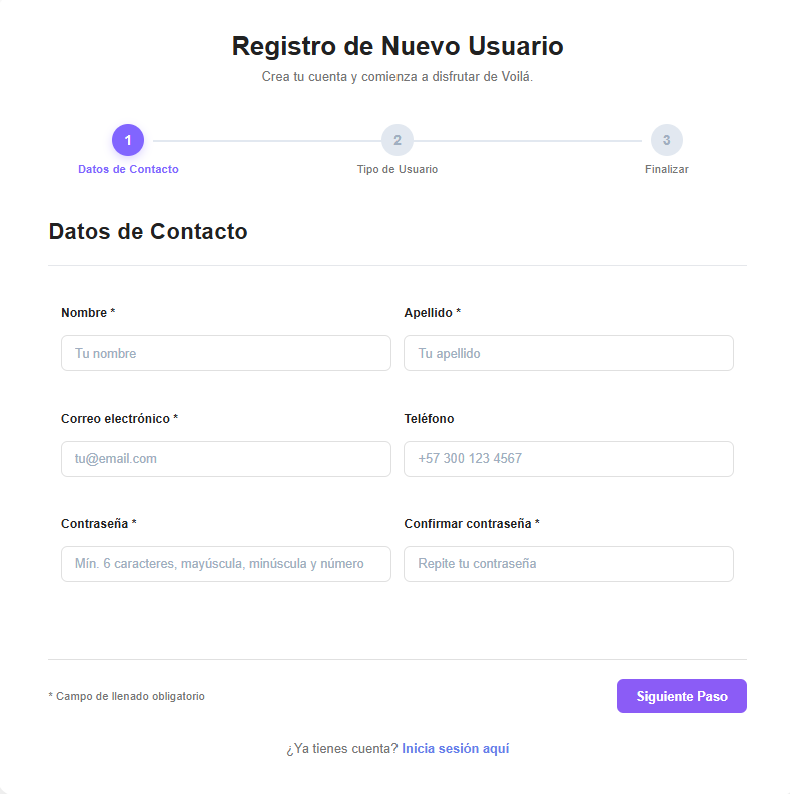 Registro de Nuevo Usuario
Crea tu cuenta y comienza a disfrutar de Voilá.
1
2
3
Datos de Contacto
Tipo de Usuario
Finalizar
Datos de Contacto
Nombre *
Apellido *
Tu nombre
Tu apellido
Correo electrónico *
Teléfono
tu@email.com
+57 300 123 4567
Contraseña *
Confirmar contraseña *
Mín. 6 caracteres, mayúscula, minúscula y número
Repite tu contraseña
* Campo de llenado obligatorio
Siguiente Paso
¿Ya tienes cuenta? Inicia sesión aquí